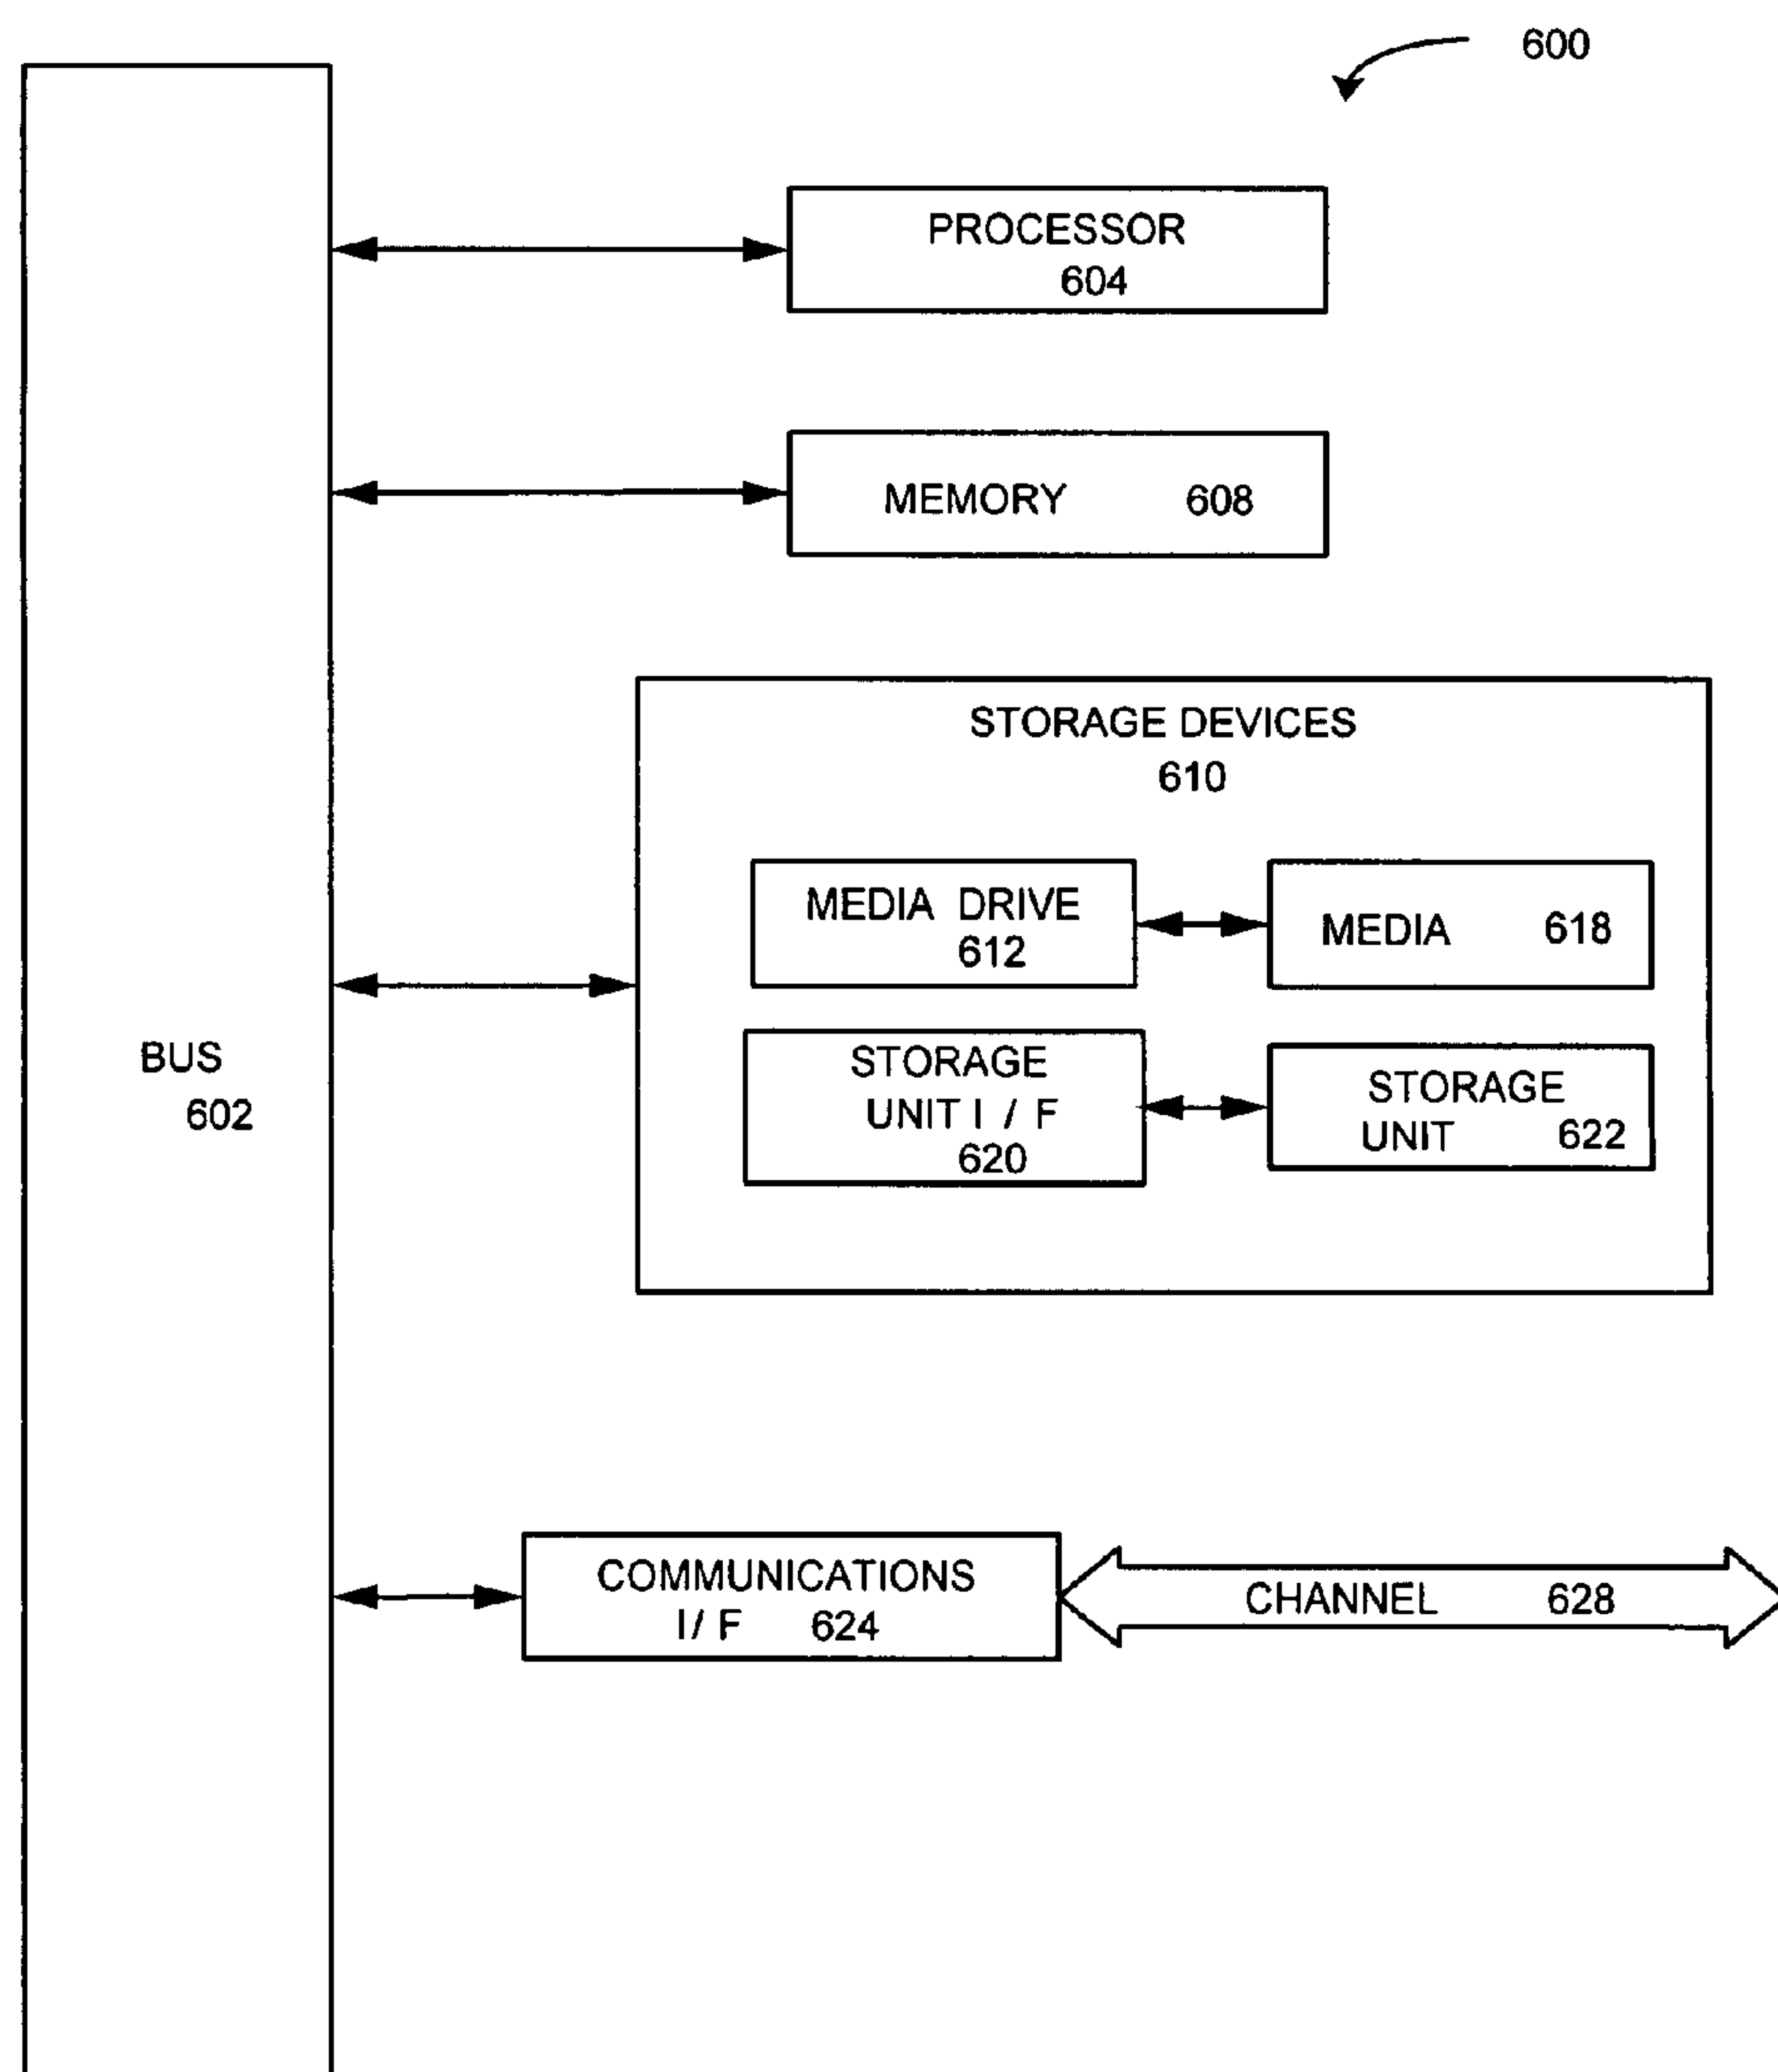 600
PROCESSOR
604
MEMORY 608
STORAGE DEVICES
610
MEDIA DRIVE
612
MEDIA 618
BUS
602
STORAGE
UNIT I / F
620
STORAGE
UNIT 622
COMMUNICATIONS
I / F 624
CHANNEL 628